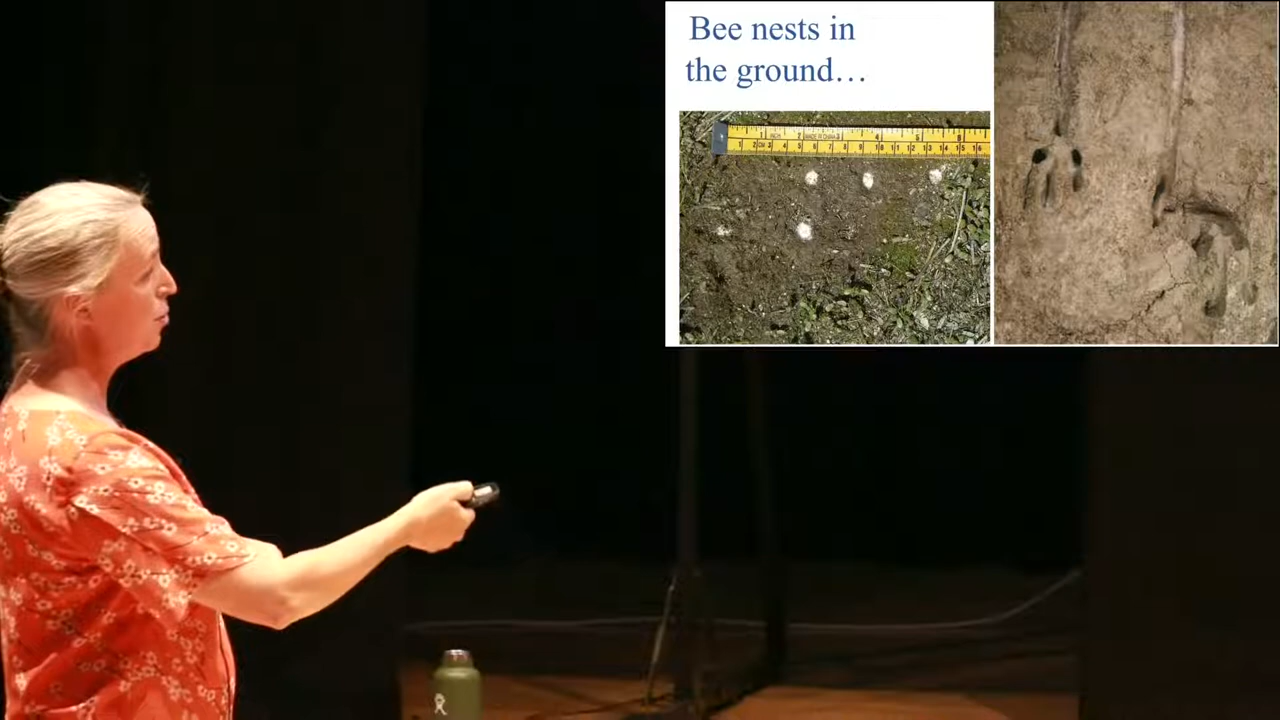 Bee nests in
the ground…